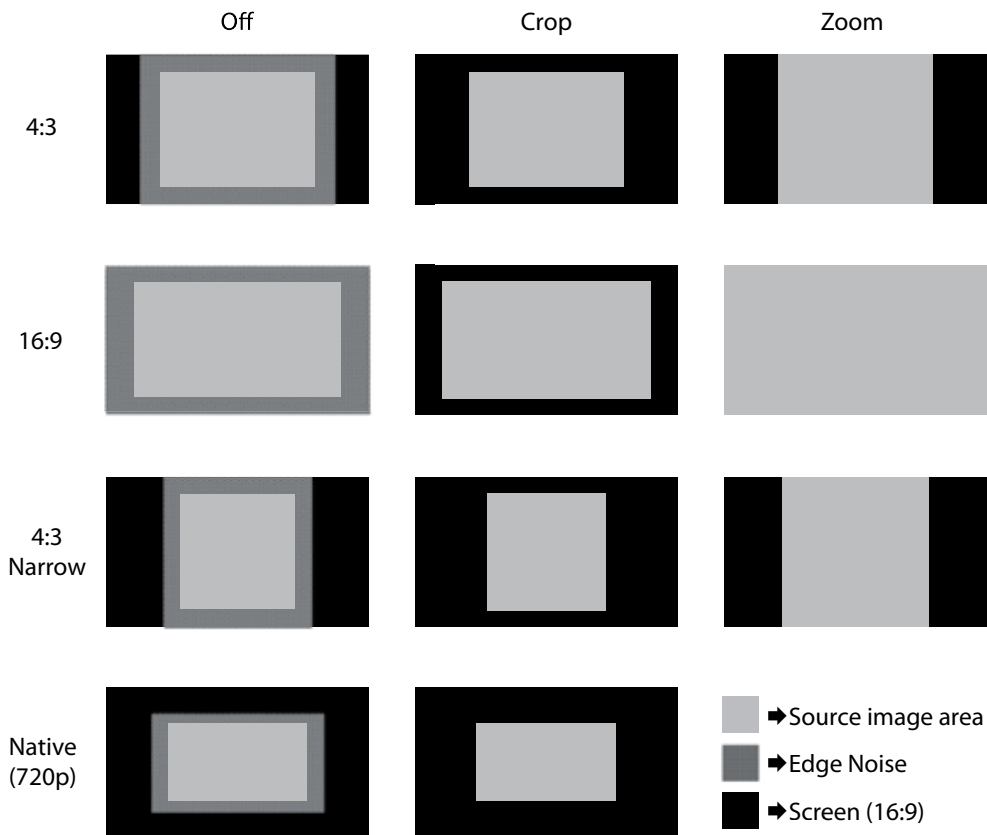 Off
Crop
Zoom
4:3
16:9
4:3
Narrow
Native
(720p)
➡Source image area
➡Edge Noise
➡Screen (16:9)